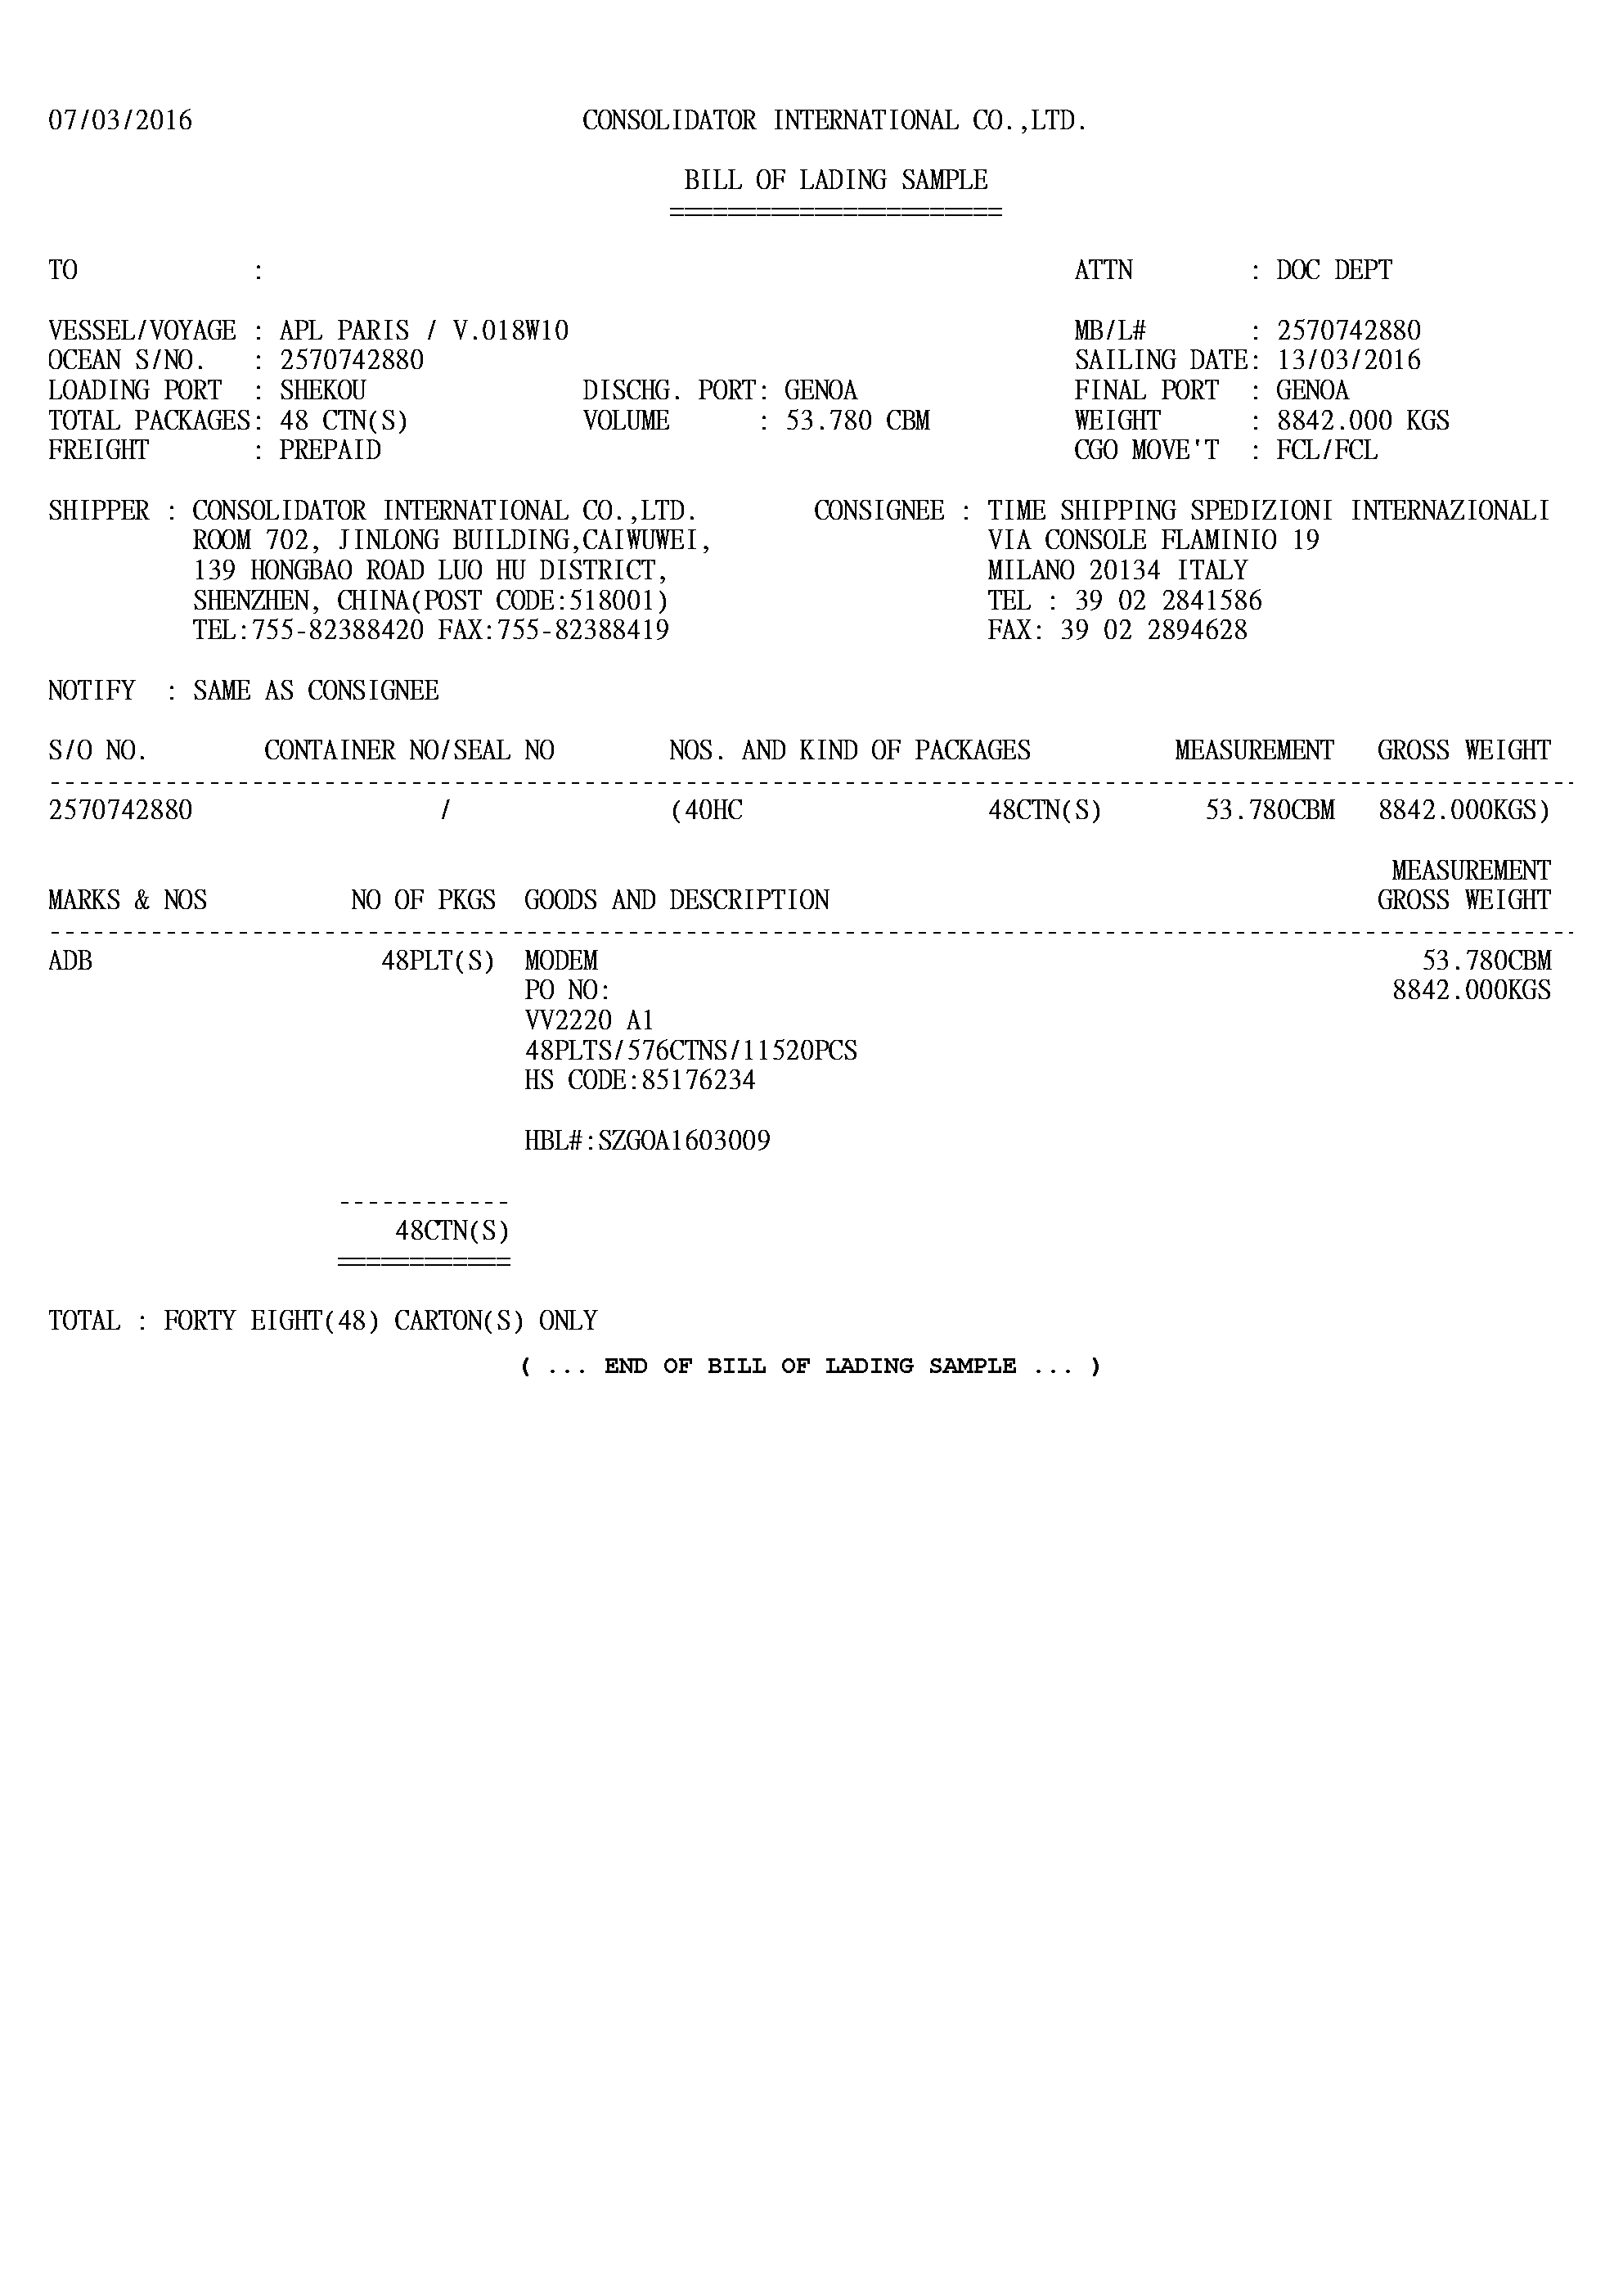 07/03/2016 CONSOLIDATOR INTERNATIONAL CO.,LTD.
BILL OF LADING SAMPLE
=======================
TO : ATTN : DOC DEPT
VESSEL/VOYAGE : APL PARIS / V.018W10 MB/L# : 2570742880
OCEAN S/NO. : 2570742880 SAILING DATE: 13/03/2016
LOADING PORT : SHEKOU DISCHG. PORT: GENOA FINAL PORT : GENOA
TOTAL PACKAGES: 48 CTN(S) VOLUME : 53.780 CBM WEIGHT : 8842.000 KGS
FREIGHT : PREPAID CGO MOVE'T : FCL/FCL
SHIPPER : CONSOLIDATOR INTERNATIONAL CO.,LTD. CONSIGNEE : TIME SHIPPING SPEDIZIONI INTERNAZIONALI
ROOM 702, JINLONG BUILDING,CAIWUWEI, VIA CONSOLE FLAMINIO 19
139 HONGBAO ROAD LUO HU DISTRICT, MILANO 20134 ITALY
SHENZHEN, CHINA(POST CODE:518001) TEL : 39 02 2841586
TEL:755-82388420 FAX:755-82388419 FAX: 39 02 2894628
NOTIFY : SAME AS CONSIGNEE
S/O NO. CONTAINER NO/SEAL NO NOS. AND KIND OF PACKAGES MEASUREMENT GROSS WEIGHT
----------------------------------------------------------------------------------------------------------
2570742880 / (40HC 48CTN(S) 53.780CBM 8842.000KGS)
MEASUREMENT
MARKS & NOS NO OF PKGS GOODS AND DESCRIPTION GROSS WEIGHT
----------------------------------------------------------------------------------------------------------
ADB 48PLT(S) MODEM 53.780CBM
PO NO: 8842.000KGS
VV2220 A1
48PLTS/576CTNS/11520PCS
HS CODE:85176234
HBL#:SZGOA1603009
------------
48CTN(S)
============
TOTAL : FORTY EIGHT(48) CARTON(S) ONLY
( ... END OF BILL OF LADING SAMPLE ... )